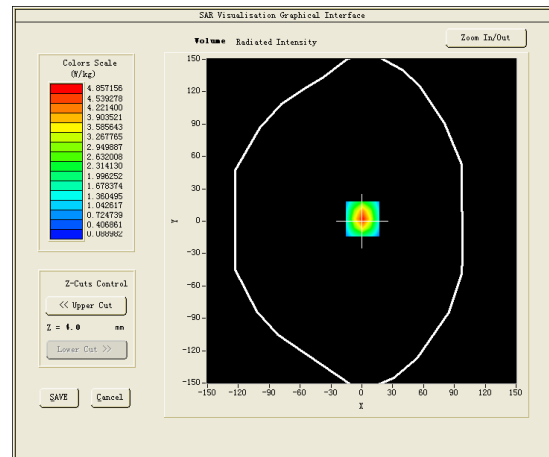 SAR Visualisation Graphical Interface
Volume Radiated Intensity
Zoom In/Out
Colors Scale
(W/kg)
4.857156
4.539278
4.221400
3.903521
3.585643
3.267765
2.949887
2.632008
2.314130
1.996252
1.678374
1.360495
1.042617
0.724739
0.406861
0.088982
Z-Cuts Control
<< Upper Cut
Z = 4.0 mm
Lower Cut >>
SAVE Cancel
150
120
90
60
30
0
-30
-60
-90
-120
-150
Y
-150 -120 -90 -60 -30 0 30 60 90 120 150
X